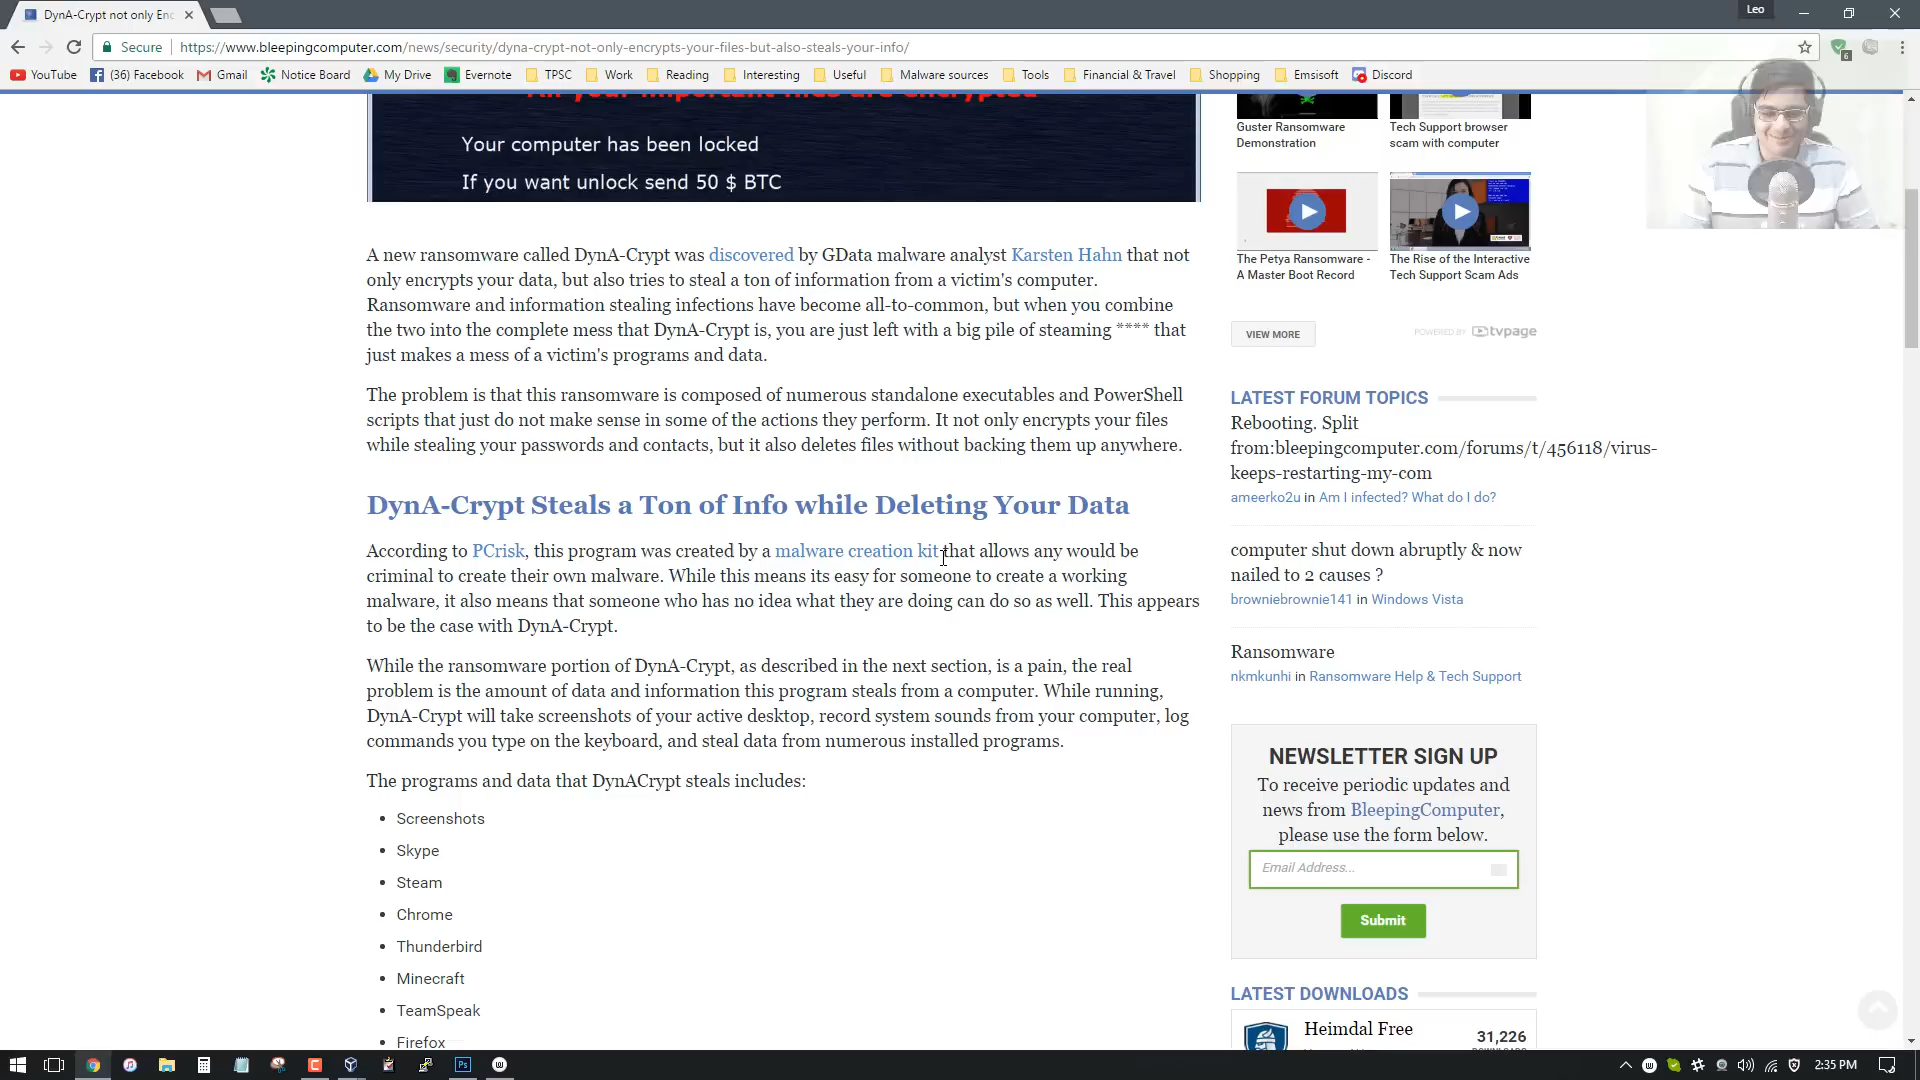 DynA-Crypt not only Enc
Leo
Secure
https://www.bleepingcomputer.com/news/security/dyna-crypt-not-only-encrypts-your-files-but-also-steals-your-info/
6
YouTube
(36) Facebook
Gmail
Notice Board
My Drive
Evernote
TPSC
Work
Reading
Interesting
Useful
Malware sources
Tools
Financial & Travel
Shopping
Emsisoft
Discord
All your important files are encrypted
Your computer has been locked
If you want unlock send 50 $ BTC
A new ransomware called DynA-Crypt was discovered by GData malware analyst Karsten Hahn that not
only encrypts your data, but also tries to steal a ton of information from a victim's computer.
Ransomware and information stealing infections have become all-to-common, but when you combine
the two into the complete mess that DynA-Crypt is, you are just left with a big pile of steaming **** that
just makes a mess of a victim's programs and data.
The problem is that this ransomware is composed of numerous standalone executables and PowerShell
scripts that just do not make sense in some of the actions they perform. It not only encrypts your files
while stealing your passwords and contacts, but it also deletes files without backing them up anywhere.
DynA-Crypt Steals a Ton of Info while Deleting Your Data
According to PCrisk, this program was created by a malware creation kit that allows any would be
criminal to create their own malware. While this means its easy for someone to create a working
malware, it also means that someone who has no idea what they are doing can do so as well. This appears
to be the case with DynA-Crypt.
While the ransomware portion of DynA-Crypt, as described in the next section, is a pain, the real
problem is the amount of data and information this program steals from a computer. While running,
DynA-Crypt will take screenshots of your active desktop, record system sounds from your computer, log
commands you type on the keyboard, and steal data from numerous installed programs.
The programs and data that DynACrypt steals includes:
Screenshots
Skype
Steam
Chrome
Thunderbird
Minecraft
TeamSpeak
Firefox
Guster Ransomware
Demonstration
Tech Support browser
scam with computer
The Petya Ransomware -
A Master Boot Record
The Rise of the Interactive
Tech Support Scam Ads
VIEW MORE
POWERED BY tvpage
LATEST FORUM TOPICS
Rebooting. Split
from:bleepingcomputer.com/forums/t/456118/virus-
keeps-restarting-my-com
ameerko2u in Am I infected? What do I do?
computer shut down abruptly & now
nailed to 2 causes ?
browniebrownie141 in Windows Vista
Ransomware
nkmkunhi in Ransomware Help & Tech Support
NEWSLETTER SIGN UP
To receive periodic updates and
news from BleepingComputer,
please use the form below.
Email Address...
Submit
LATEST DOWNLOADS
Heimdal Free
31,226
2:35 PM